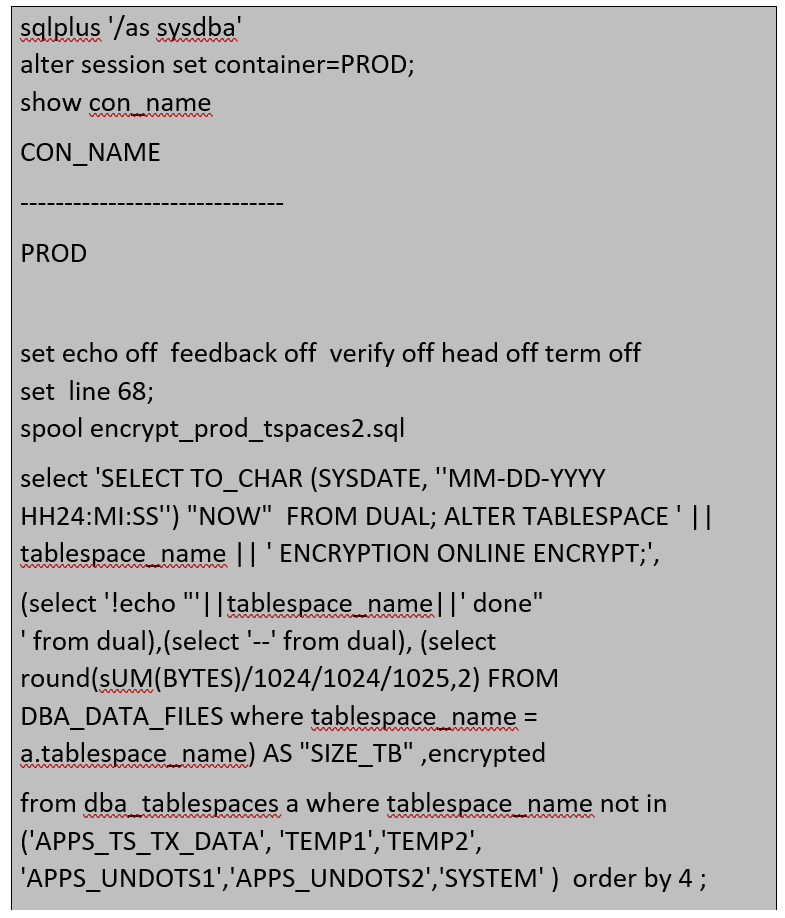 sqlplus '/as sysdba'
alter session set container=PROD;
show con_name
CON_NAME
------------------------------
PROD
set echo off  feedback off  verify off head off term off
set  line 68;
spool encrypt_prod_tspaces2.sql
select 'SELECT TO_CHAR (SYSDATE, ''MM-DD-YYYY
HH24:MI:SS'') "NOW"  FROM DUAL; ALTER TABLESPACE ' ||
tablespace_name || ' ENCRYPTION ONLINE ENCRYPT;',
(select '!echo "'||tablespace_name||' done"
' from dual),(select '--' from dual), (select
round(sUM(BYTES)/1024/1024/1025,2) FROM
DBA_DATA_FILES where tablespace_name =
a.tablespace_name) AS "SIZE_TB" ,encrypted
from dba_tablespaces a where tablespace_name not in
('APPS_TS_TX_DATA', 'TEMP1','TEMP2',
'APPS_UNDOTS1','APPS_UNDOTS2','SYSTEM' )  order by 4 ;